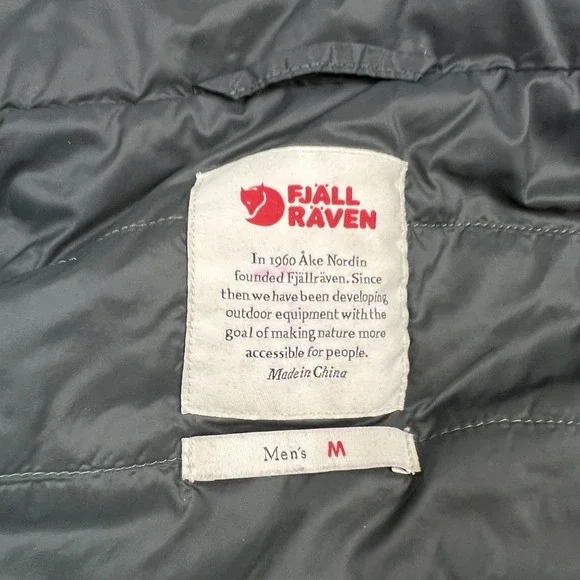 FJÄLL
RÄVEN
In 1960 Åke Nordin
founded Fjällräven. Since
then we have been developing
outdoor equipment with the
goal of making nature more
accessible for people.
Made in China
Men's M